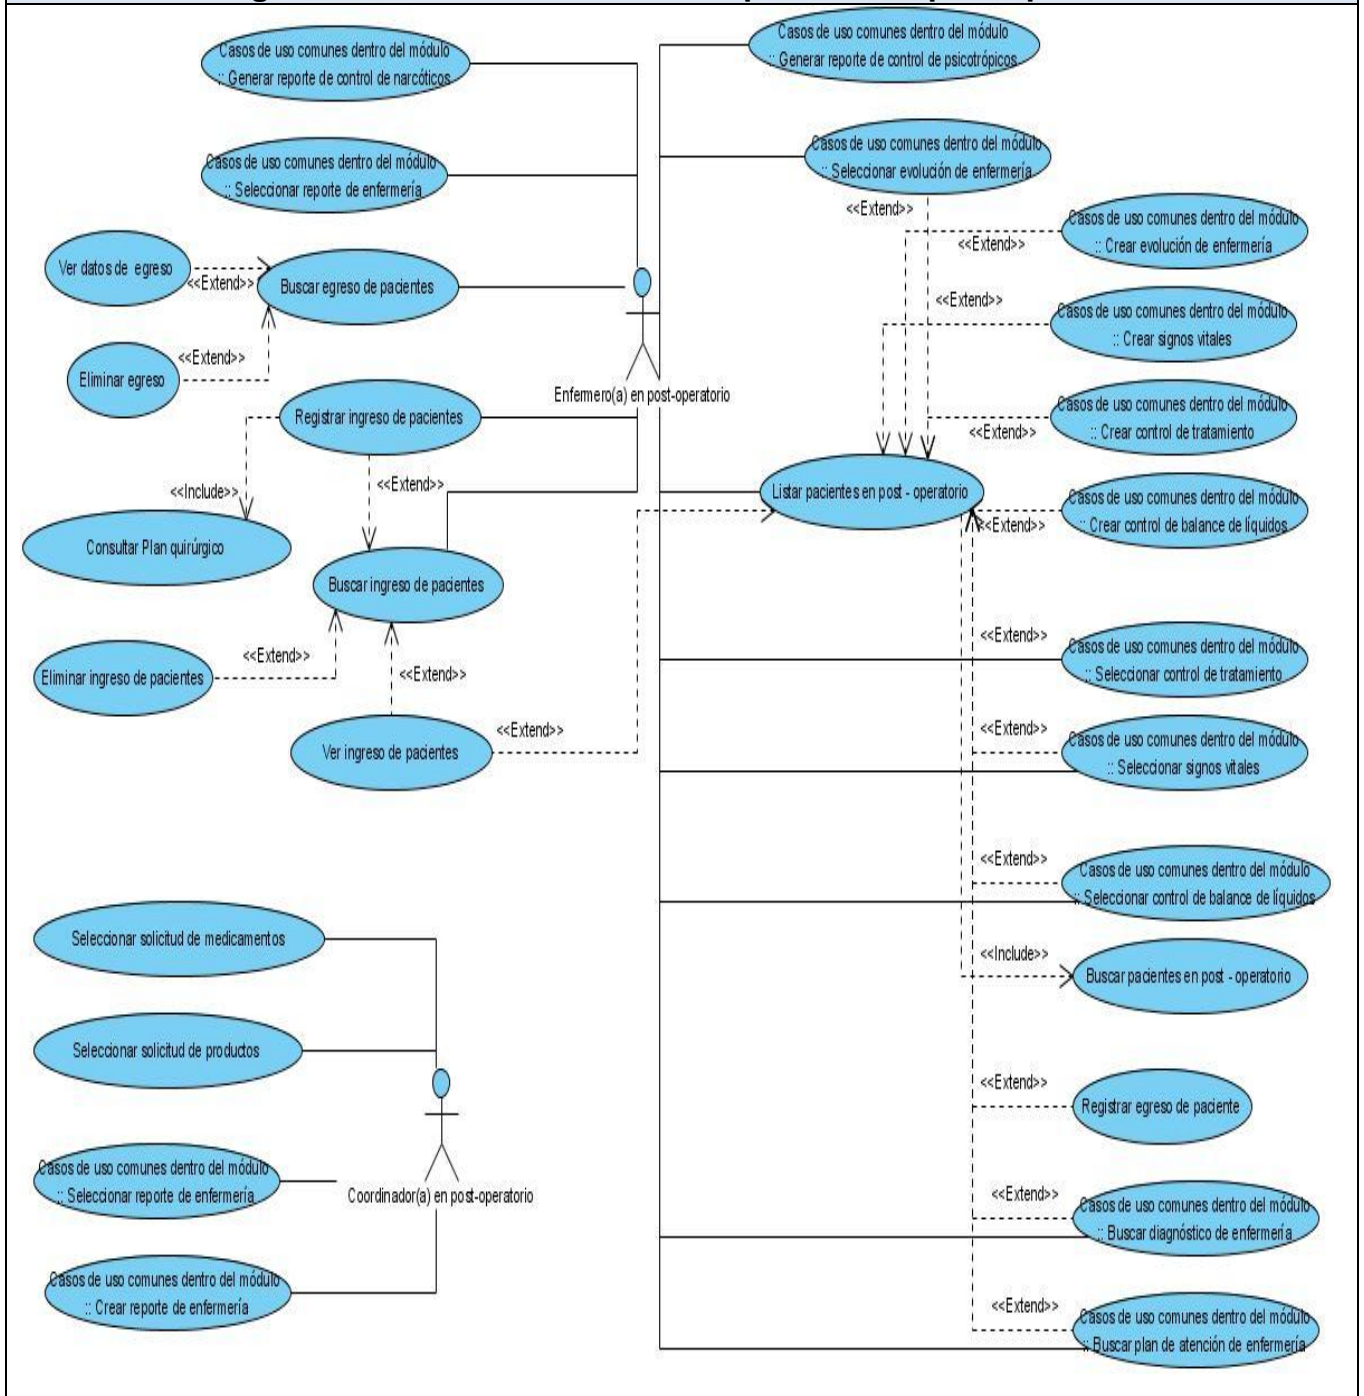 Casos de uso comunes dentro del módulo
:: Generar reporte de control de narcóticos
Casos de uso comunes dentro del módulo
:: Generar reporte de control de psicotrópicos
Casos de uso comunes dentro del módulo
:: Seleccionar reporte de enfermería
Casos de uso comunes dentro del módulo
:: Seleccionar evolución de enfermería
<<Extend>>
Casos de uso comunes dentro del módulo
:: Crear evolución de enfermería
<<Extend>>
Ver datos de egreso
<<Extend>>
Buscar egreso de pacientes
<<Extend>>
Casos de uso comunes dentro del módulo
:: Crear signos vitales
<<Extend>>
Eliminar egreso
Enfermero(a) en post-operatorio
Registrar ingreso de pacientes
Casos de uso comunes dentro del módulo
:: Crear control de tratamiento
<<Extend>>
<<Include>>
<<Extend>>
Listar pacientes en post - operatorio
Casos de uso comunes dentro del módulo
:: Crear control de balance de líquidos
<<Extend>>
Consultar Plan quirúrgico
Buscar ingreso de pacientes
<<Extend>>
Casos de uso comunes dentro del módulo
:: Seleccionar control de tratamiento
<<Extend>>
Eliminar ingreso de pacientes
<<Extend>>
<<Extend>>
Ver ingreso de pacientes
<<Extend>>
Casos de uso comunes dentro del módulo
:: Seleccionar signos vitales
<<Extend>>
Casos de uso comunes dentro del módulo
:: Seleccionar control de balance de líquidos
Seleccionar solicitud de medicamentos
<<Include>>
Buscar pacientes en post - operatorio
Seleccionar solicitud de productos
<<Extend>>
Registrar egreso de paciente
Casos de uso comunes dentro del módulo
:: Seleccionar reporte de enfermería
Coordinador(a) en post-operatorio
<<Extend>>
Casos de uso comunes dentro del módulo
:: Buscar diagnóstico de enfermería
Casos de uso comunes dentro del módulo
:: Crear reporte de enfermería
<<Extend>>
Casos de uso comunes dentro del módulo
:: Buscar plan de atención de enfermería